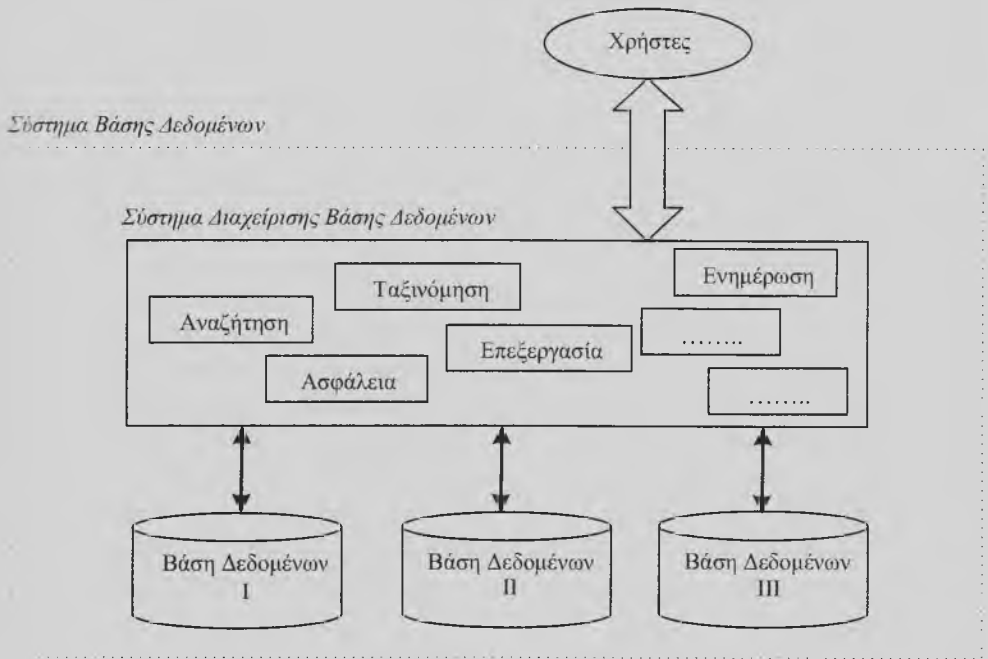 Χρήστες
Σύστημα Βάσης Δεδομένων
Σύστημα Διαχείρισης Βάσης Δεδομένων
Ενημέρωση
Ταξινόμηση
Αναζήτηση
........
Επεξεργασία
Ασφάλεια
........
Βάση Δεδομένων
I
Βάση Δεδομένων
II
Βάση Δεδομένων
III